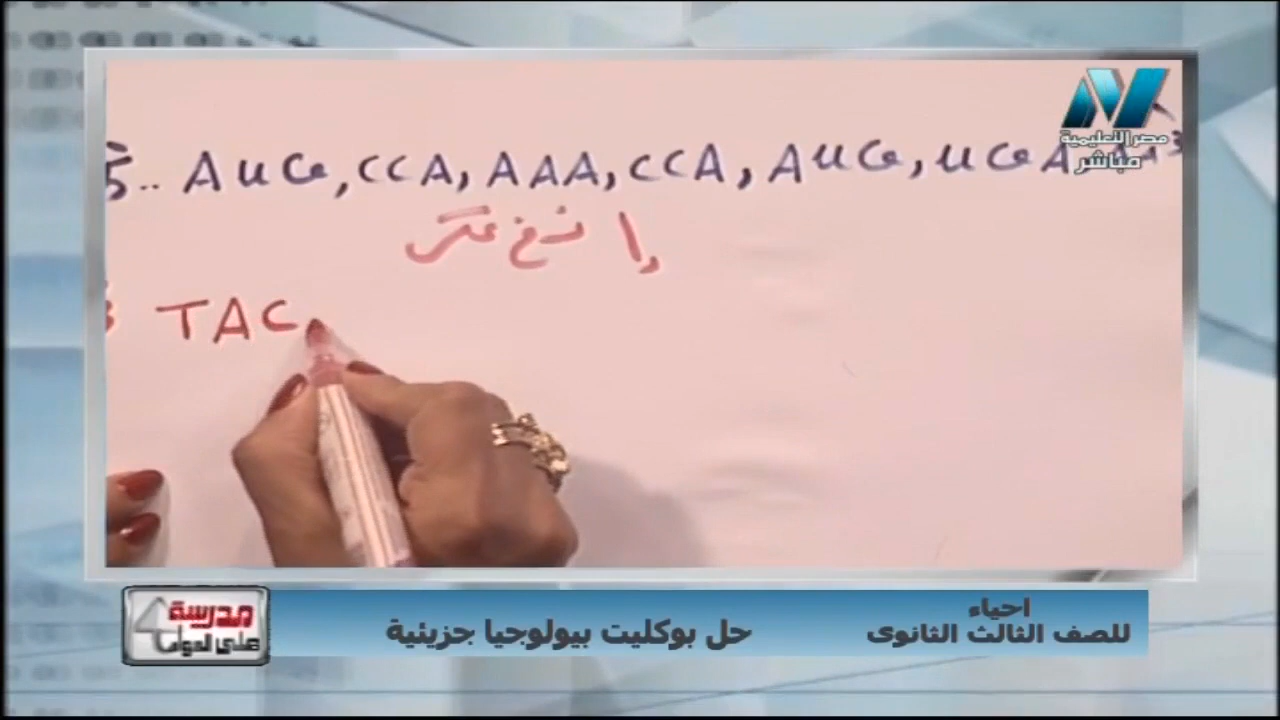 مصر التعليمية
مباشر
5.. AUG, CCA, AAA, CCA, AUG, UGA
3 TAC
احياء
للصف الثالث الثانوى
حل بوكليت بيولوجيا جزيئية
مدرسة
على الهواء